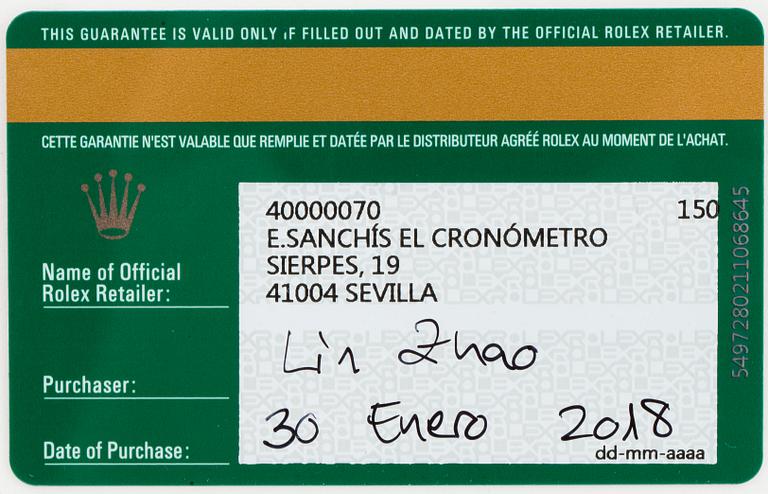 THIS GUARANTEE IS VALID ONLY IF FILLED OUT AND DATED BY THE OFFICIAL ROLEX RETAILER.
CETTE GARANTIE N'EST VALABLE QUE REMPLIE ET DATÉE PAR LE DISTRIBUTEUR AGRÉÉ ROLEX AU MOMENT DE L'ACHAT.
40000070 150
E.SANCHÍS EL CRONÓMETRO
SIERPES, 19
41004 SEVILLA
Name of Official
Rolex Retailer:
Lin Zhao
Purchaser:
30 Enero 2018
dd-mm-aaaa
Date of Purchase:
5497280211068645